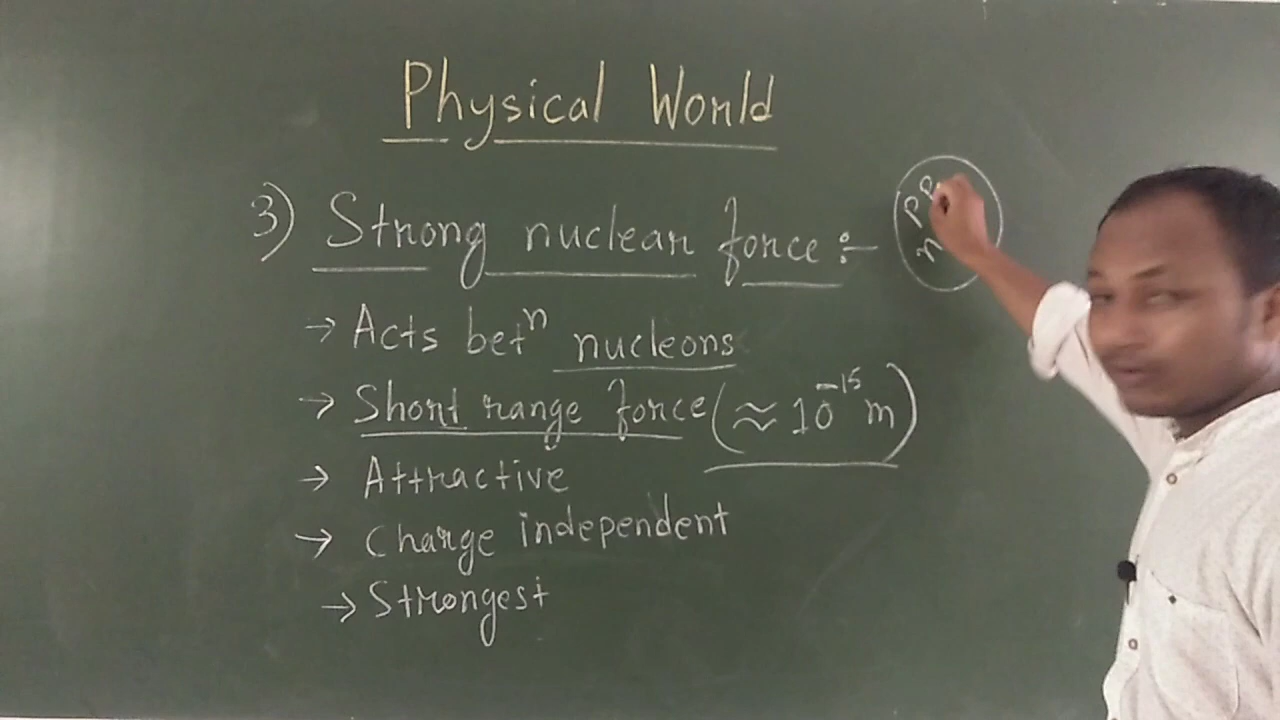 Physical World
3) Strong nuclear force :-
P P
n
→ Acts betⁿ nucleons
→ Short range force (≈ 10⁻¹⁵ m)
→ Attractive
→ Charge independent
→ Strongest